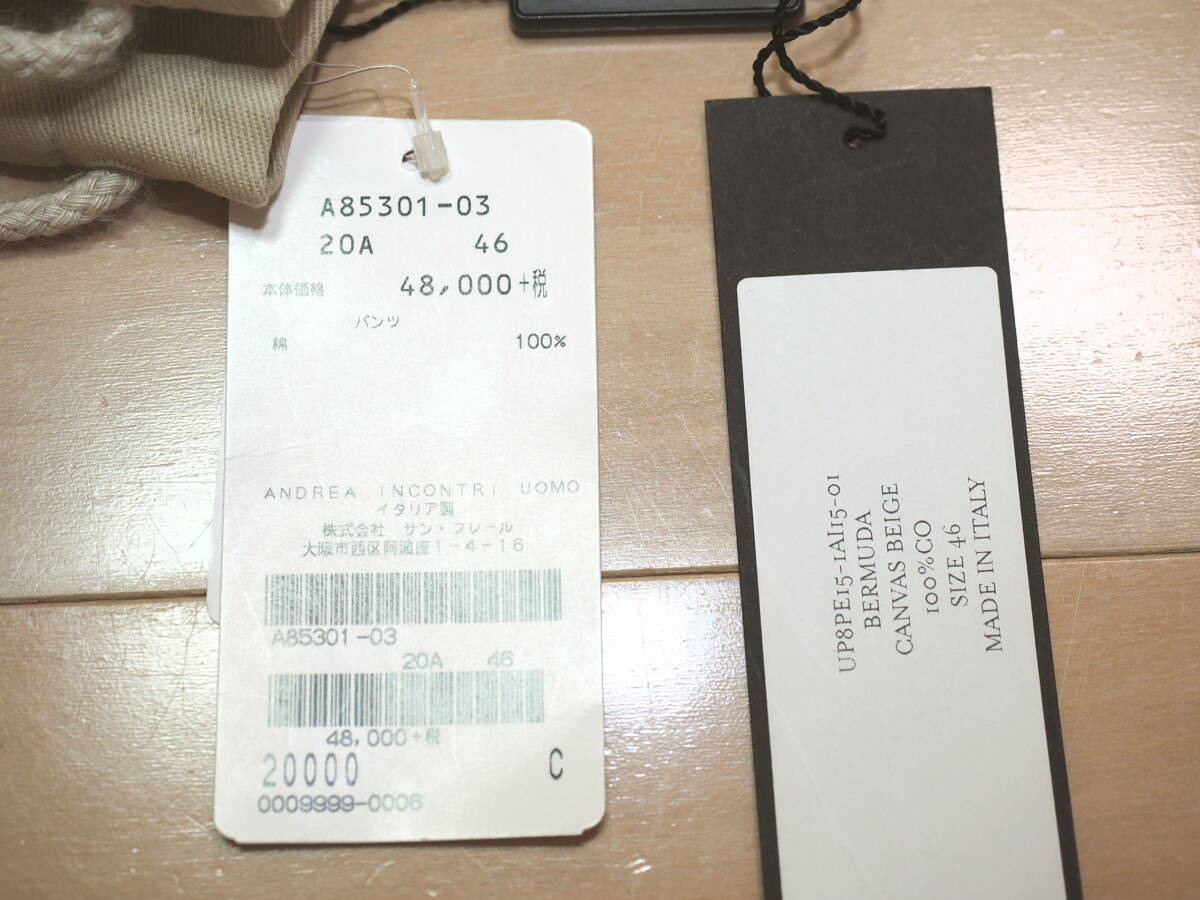 A85301-03
20A 46
本体価格 48,000+税
パンツ
綿 100%
ANDREA INCONTRI UOMO
イタリア製
株式会社 サン・フレール
大阪市西区阿波座1-4-16
A85301-03
20A 46
48,000+税
20000 C
0009999-0006
UP8PE15-1AI15-01
BERMUDA
CANVAS BEIGE
100%CO
SIZE 46
MADE IN ITALY